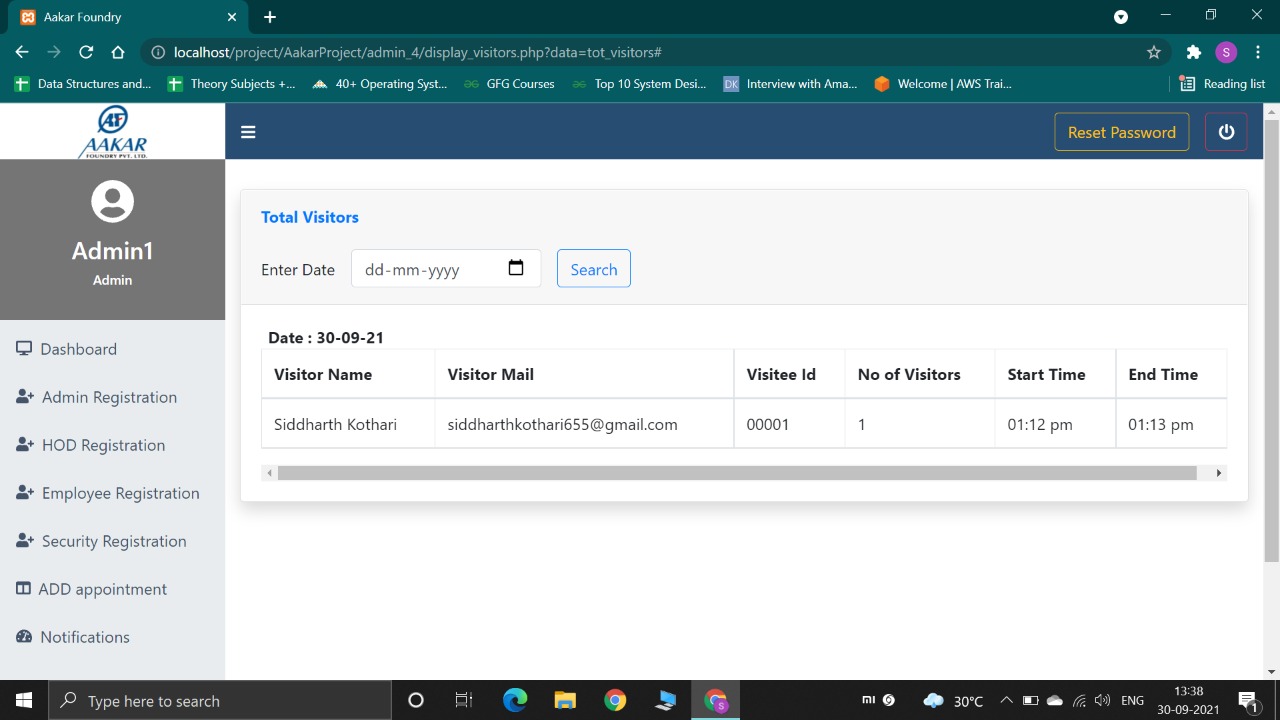 Aakar Foundry
localhost/project/AakarProject/admin_4/display_visitors.php?data=tot_visitors#
S
Data Structures and...
Theory Subjects +...
40+ Operating Syst...
GFG Courses
Top 10 System Desi...
DK Interview with Ama...
Welcome | AWS Trai...
Reading list
AF
AAKAR
FOUNDRY PVT. LTD.
Reset Password
Admin1
Admin
Dashboard
Admin Registration
HOD Registration
Employee Registration
Security Registration
ADD appointment
Notifications
Total Visitors
Enter Date dd-mm-yyyy Search
Date : 30-09-21
Visitor Name Visitor Mail Visitee Id No of Visitors Start Time End Time
Siddharth Kothari siddharthkothari655@gmail.com 00001 1 01:12 pm 01:13 pm
Type here to search
S
mi
30°C
ENG
13:38
30-09-2021
1